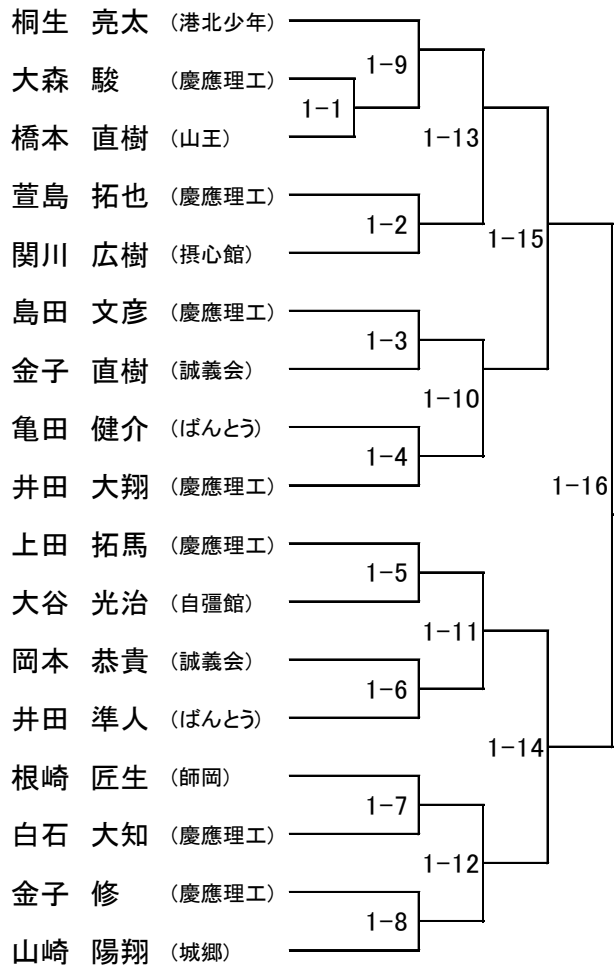 桐生 亮太 (港北少年)
1-9
大森 駿 (慶應理工)
1-1
橋本 直樹 (山王)
1-13
萱島 拓也 (慶應理工)
1-2
1-15
関川 広樹 (摂心館)
島田 文彦 (慶應理工)
1-3
金子 直樹 (誠義会)
1-10
亀田 健介 (ばんとう)
1-4
井田 大翔 (慶應理工)
1-16
上田 拓馬 (慶應理工)
1-5
大谷 光治 (自彊館)
1-11
岡本 恭貴 (誠義会)
1-6
井田 準人 (ばんとう)
1-14
根崎 匠生 (師岡)
1-7
白石 大知 (慶應理工)
1-12
金子 修 (慶應理工)
1-8
山崎 陽翔 (城郷)